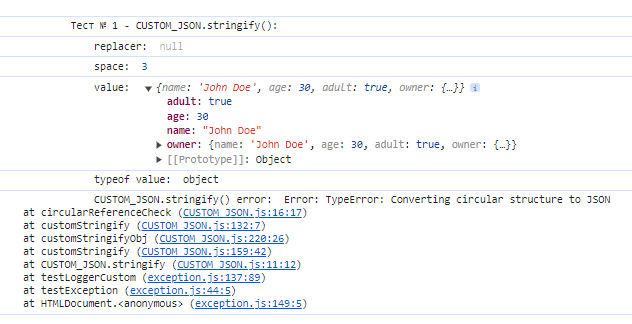 Тест № 1 - CUSTOM_JSON.stringify():
replacer: null
space: 3
value: ▼ {name: 'John Doe', age: 30, adult: true, owner: {…}} i
adult: true
age: 30
name: "John Doe"
▶ owner: {name: 'John Doe', age: 30, adult: true, owner: {…}}
▶ [[Prototype]]: Object
typeof value: object
CUSTOM_JSON.stringify() error: Error: TypeError: Converting circular structure to JSON
at circularReferenceCheck (CUSTOM_JSON.js:16:17)
at customStringify (CUSTOM_JSON.js:132:7)
at customStringifyObj (CUSTOM_JSON.js:220:26)
at customStringify (CUSTOM_JSON.js:159:42)
at CUSTOM_JSON.stringify (CUSTOM_JSON.js:11:12)
at testLoggerCustom (exception.js:137:89)
at testException (exception.js:44:5)
at HTMLDocument.<anonymous> (exception.js:149:5)